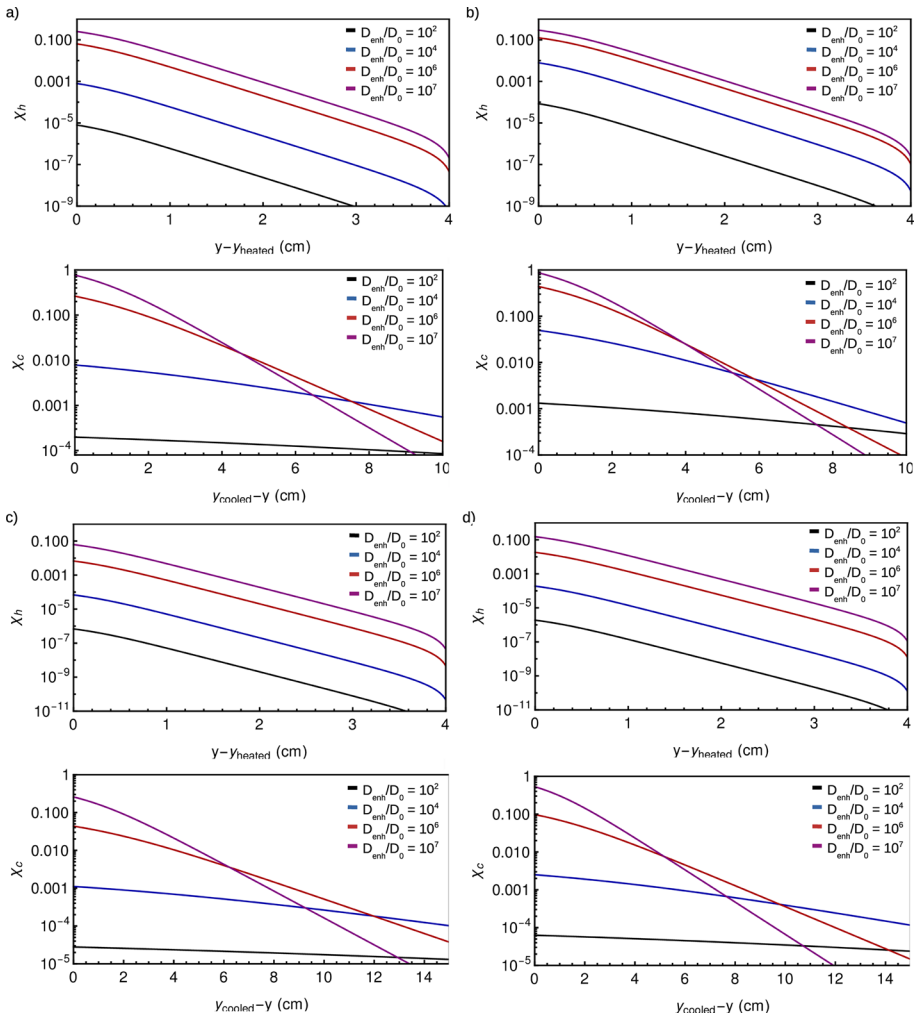 a)
D_enh/D_0 = 10^2
D_enh/D_0 = 10^4
D_enh/D_0 = 10^6
D_enh/D_0 = 10^7
0.100
0.001
10^-5
10^-7
10^-9
χ_h
0 1 2 3 4
y−y_heated (cm)
1
0.100
0.010
0.001
10^-4
χ_c
D_enh/D_0 = 10^2
D_enh/D_0 = 10^4
D_enh/D_0 = 10^6
D_enh/D_0 = 10^7
0 2 4 6 8 10
y_cooled−y (cm)
b)
D_enh/D_0 = 10^2
D_enh/D_0 = 10^4
D_enh/D_0 = 10^6
D_enh/D_0 = 10^7
0.100
0.001
10^-5
10^-7
10^-9
χ_h
0 1 2 3 4
y−y_heated (cm)
1
0.100
0.010
0.001
10^-4
χ_c
D_enh/D_0 = 10^2
D_enh/D_0 = 10^4
D_enh/D_0 = 10^6
D_enh/D_0 = 10^7
0 2 4 6 8 10
y_cooled−y (cm)
c)
D_enh/D_0 = 10^2
D_enh/D_0 = 10^4
D_enh/D_0 = 10^6
D_enh/D_0 = 10^7
0.100
0.001
10^-5
10^-7
10^-9
10^-11
χ_h
0 1 2 3 4
y−y_heated (cm)
1
0.100
0.010
0.001
10^-4
10^-5
χ_c
D_enh/D_0 = 10^2
D_enh/D_0 = 10^4
D_enh/D_0 = 10^6
D_enh/D_0 = 10^7
0 2 4 6 8 10 12 14
y_cooled−y (cm)
d)
D_enh/D_0 = 10^2
D_enh/D_0 = 10^4
D_enh/D_0 = 10^6
D_enh/D_0 = 10^7
0.100
0.001
10^-5
10^-7
10^-9
10^-11
χ_h
0 1 2 3 4
y−y_heated (cm)
1
0.100
0.010
0.001
10^-4
10^-5
χ_c
D_enh/D_0 = 10^2
D_enh/D_0 = 10^4
D_enh/D_0 = 10^6
D_enh/D_0 = 10^7
0 2 4 6 8 10 12 14
y_cooled−y (cm)